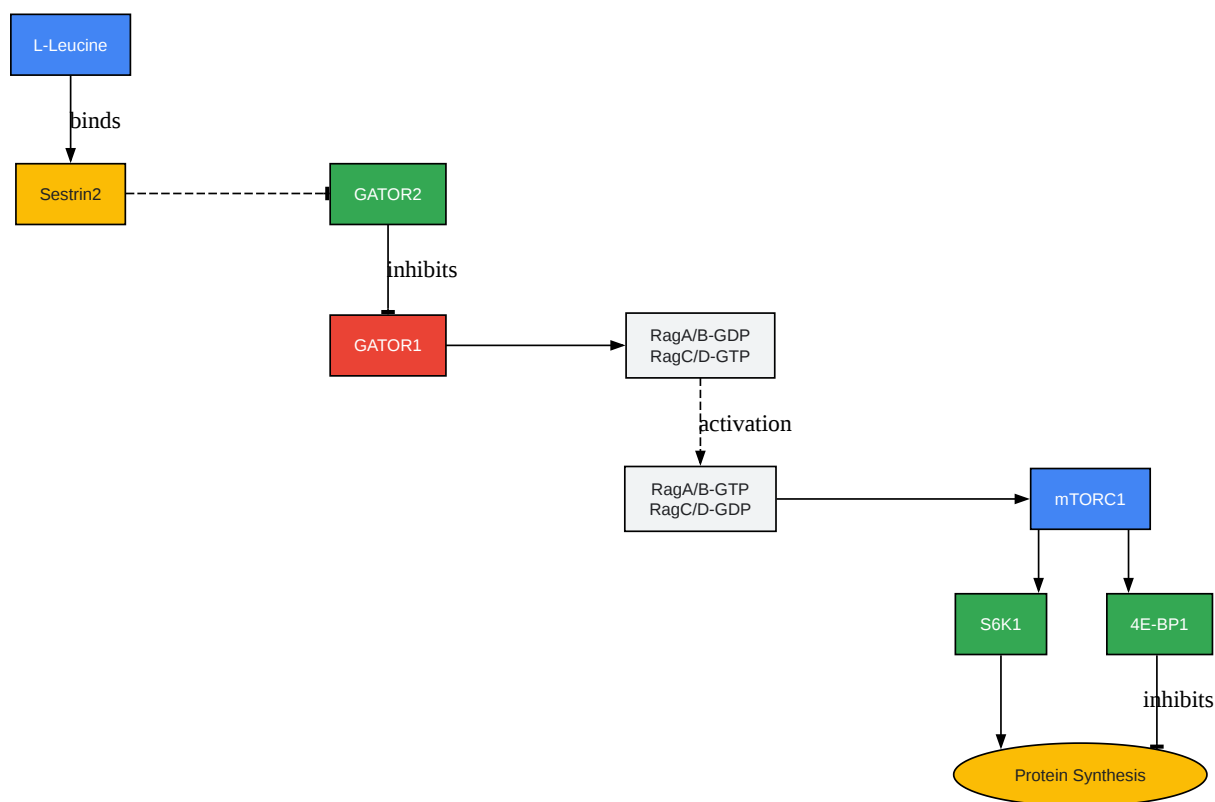 L-Leucine
binds
Sestrin2
GATOR2
inhibits
GATOR1
RagA/B-GDP
RagC/D-GTP
activation
RagA/B-GTP
RagC/D-GDP
mTORC1
S6K1
4E-BP1
inhibits
Protein Synthesis